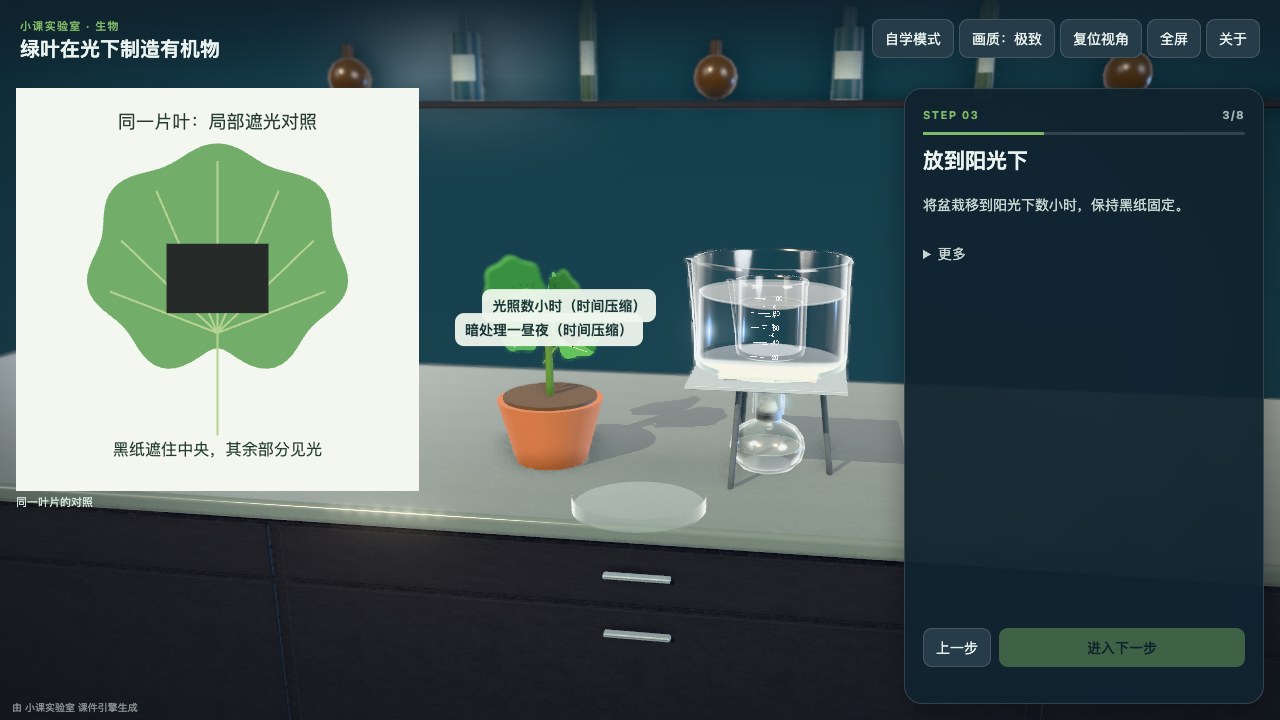 小课实验室 · 生物
绿叶在光下制造有机物
自学模式
画质：极致
复位视角
全屏
关于
同一片叶：局部遮光对照
黑纸遮住中央，其余部分见光
同一叶片的对照
光照数小时（时间压缩）
暗处理一昼夜（时间压缩）
STEP 03
3/8
放到阳光下
将盆栽移到阳光下数小时，保持黑纸固定。
▶ 更多
上一步
进入下一步
由 小课实验室 课件引擎生成